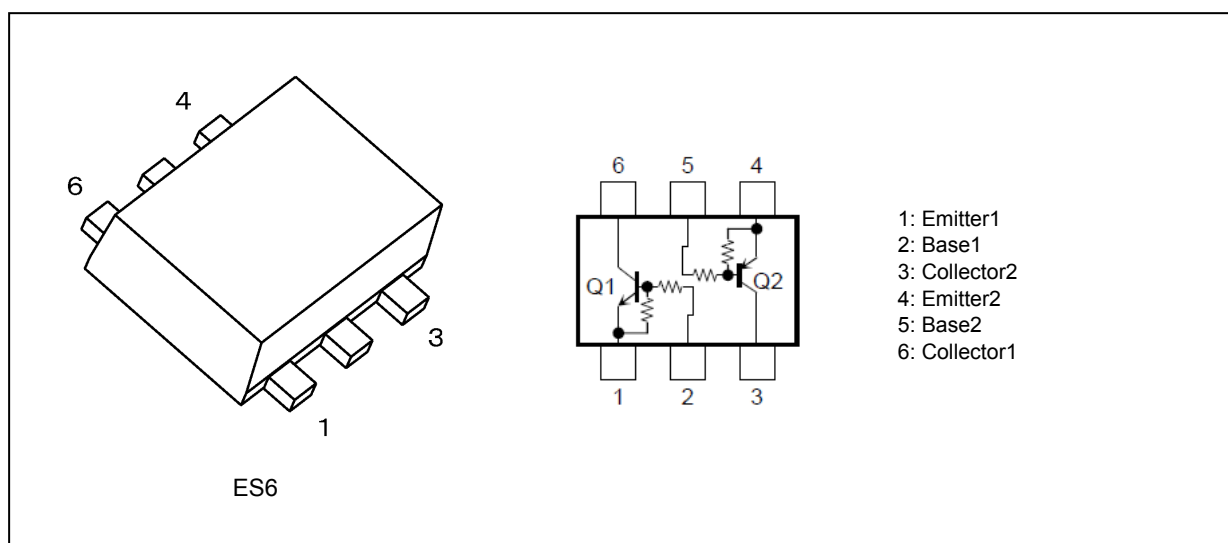 4
6
3
1
ES6
6 5 4
Q1 Q2
1 2 3
1: Emitter1
2: Base1
3: Collector2
4: Emitter2
5: Base2
6: Collector1